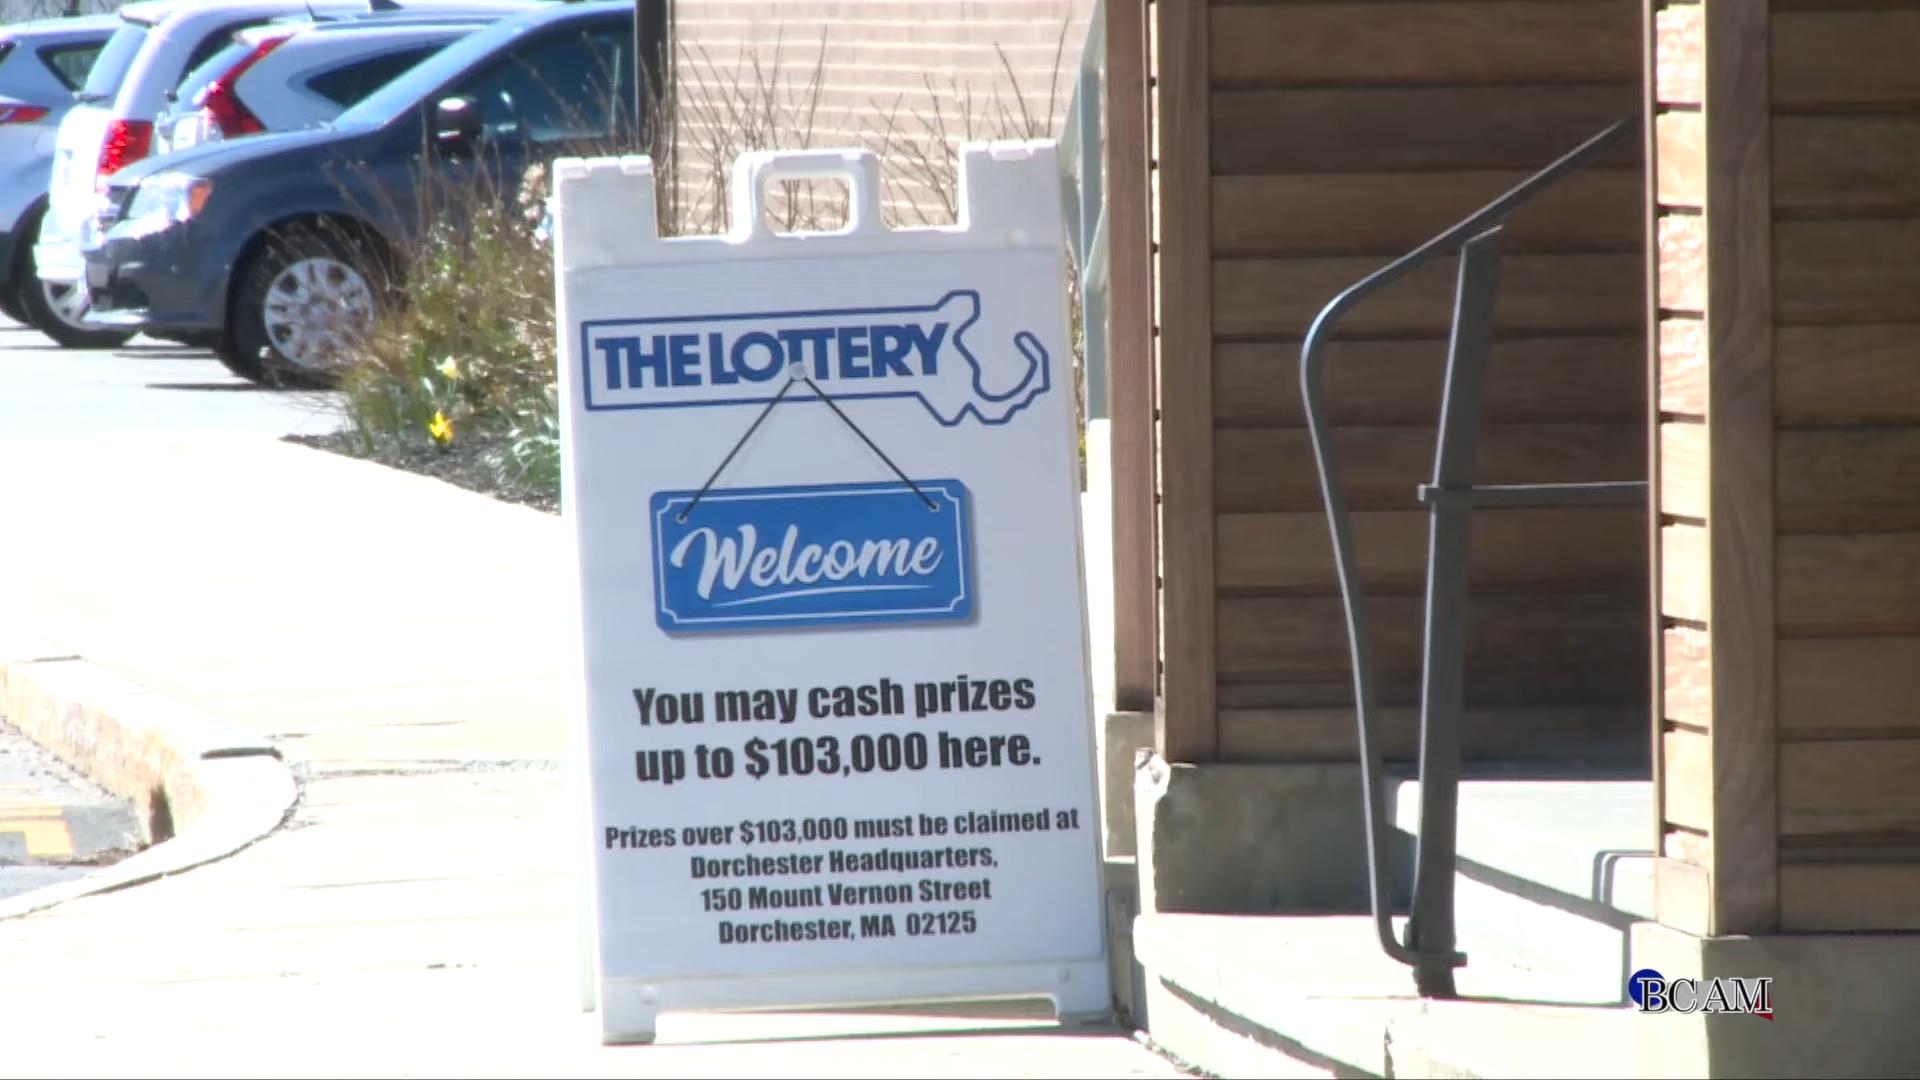 THE LOTTERY
Welcome
You may cash prizes
up to $103,000 here.
Prizes over $103,000 must be claimed at
Dorchester Headquarters,
150 Mount Vernon Street
Dorchester, MA 02125
BCAM